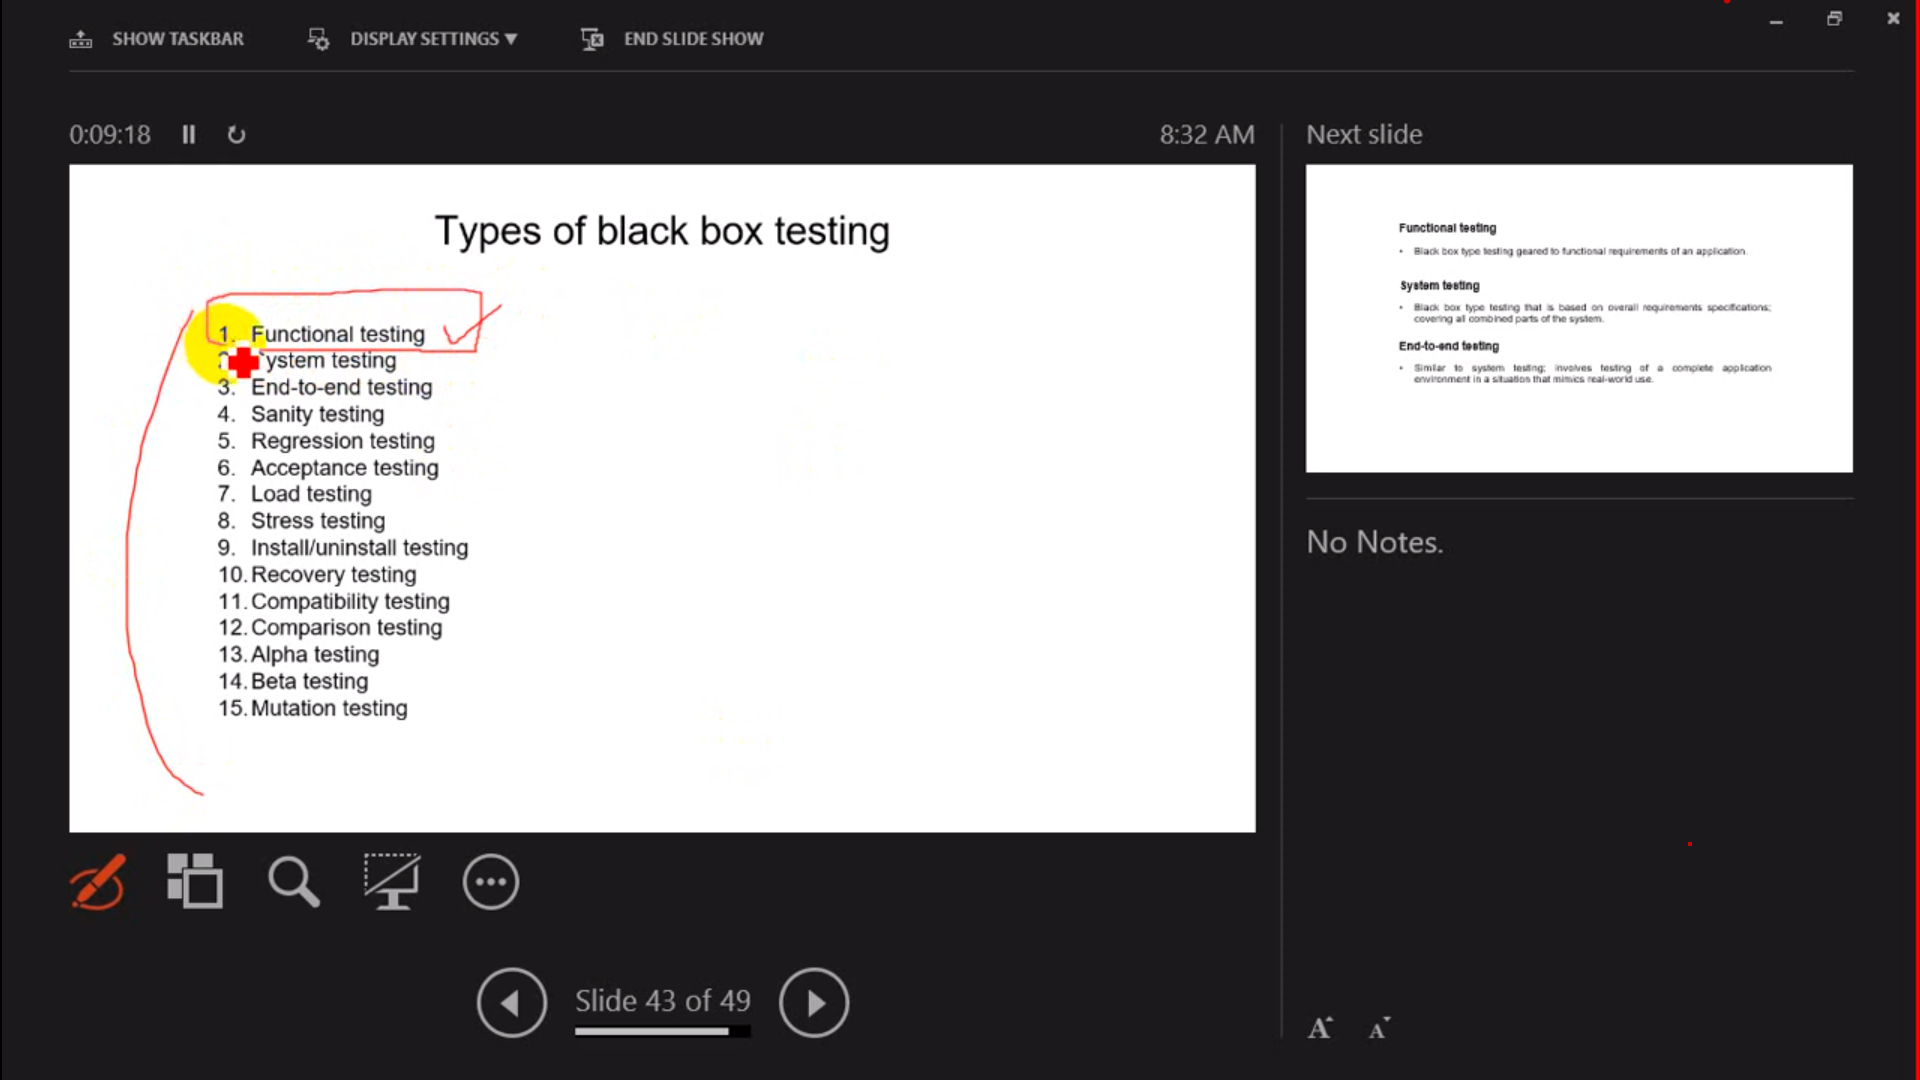 SHOW TASKBAR DISPLAY SETTINGS ▼ END SLIDE SHOW
0:09:18 8:32 AM
Types of black box testing
1. Functional testing
ystem testing
3. End-to-end testing
4. Sanity testing
5. Regression testing
6. Acceptance testing
7. Load testing
8. Stress testing
9. Install/uninstall testing
10. Recovery testing
11. Compatibility testing
12. Comparison testing
13. Alpha testing
14. Beta testing
15. Mutation testing
Slide 43 of 49
Next slide
Functional testing
• Black box type testing geared to functional requirements of an application.
System testing
• Black box type testing that is based on overall requirements specifications;
covering all combined parts of the system.
End-to-end testing
• Similar to system testing; involves testing of a complete application
environment in a situation that mimics real-world use.
No Notes.
A A